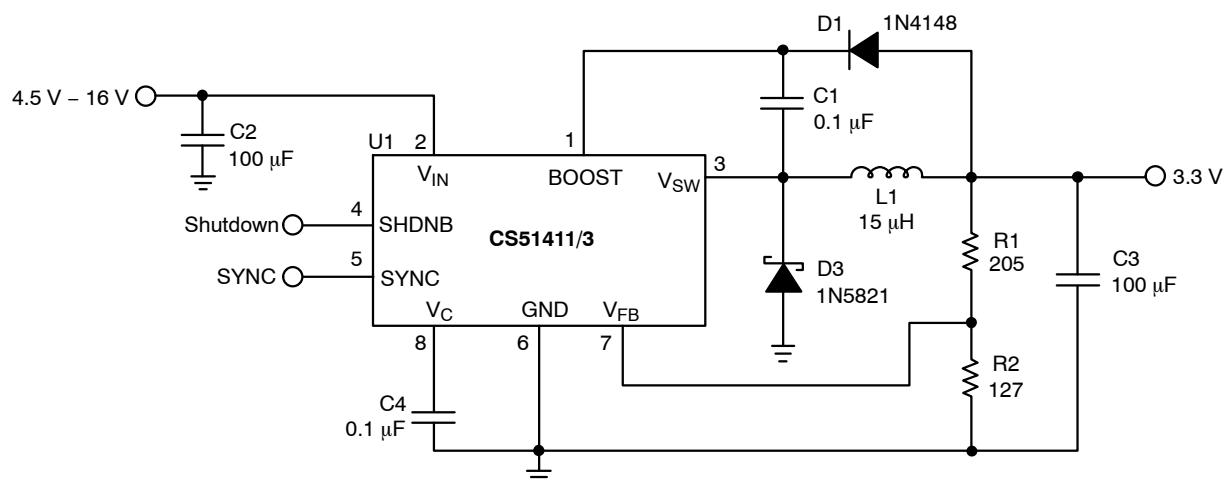 D1
1N4148
4.5 V – 16 V
C1
0.1 μF
C2
100 μF
U1
2
1
3
V_IN
BOOST
V_SW
3.3 V
L1
15 μH
Shutdown
4
SHDNB
CS51411/3
R1
205
C3
100 μF
SYNC
5
SYNC
D3
1N5821
V_C
GND
V_FB
8
6
7
R2
127
C4
0.1 μF